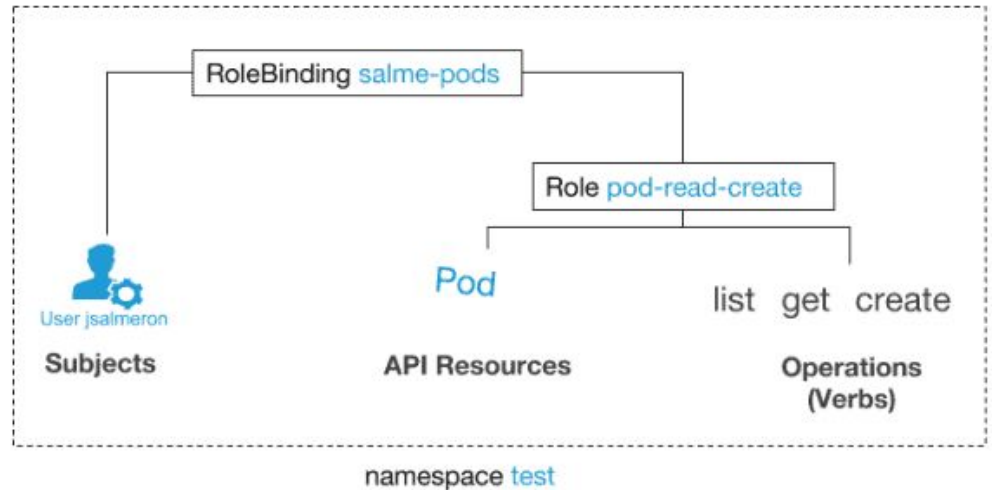 RoleBinding salme-pods
Role pod-read-create
Pod
list get create
User jsalmeron
Subjects
API Resources
Operations
(Verbs)
namespace test